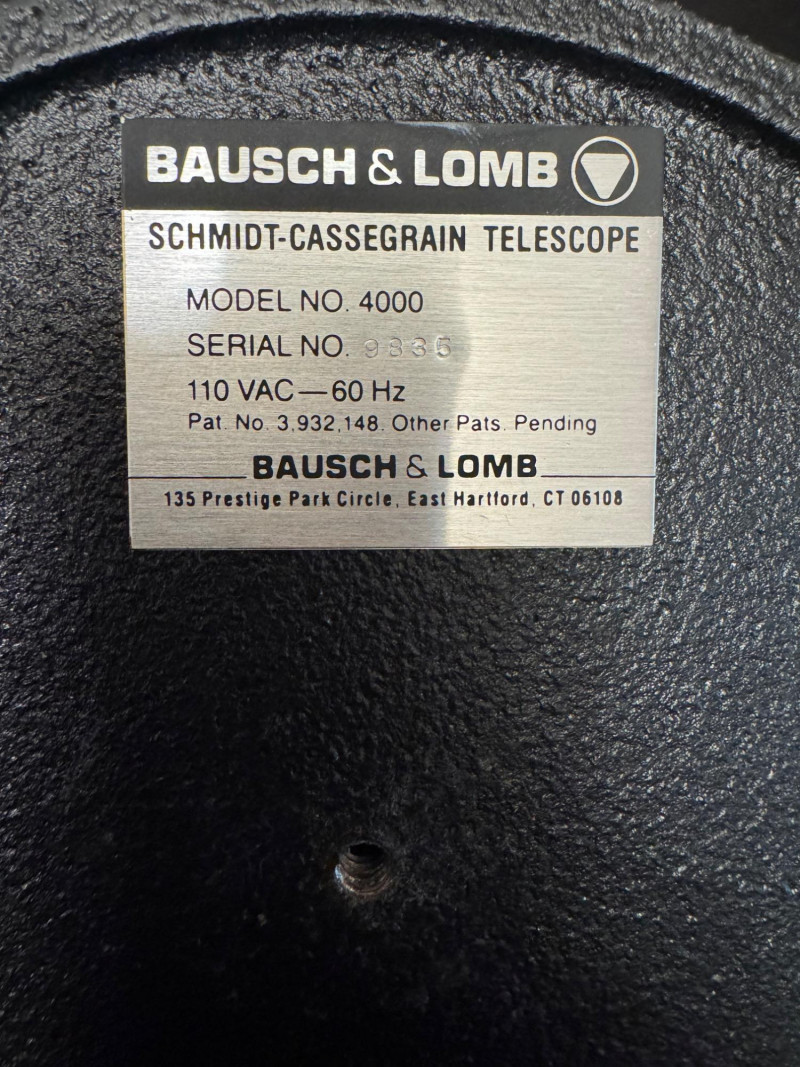 BAUSCH & LOMB
SCHMIDT-CASSEGRAIN TELESCOPE
MODEL NO. 4000
SERIAL NO. 9836
110 VAC—60 Hz
Pat. No. 3,932,148. Other Pats. Pending
BAUSCH & LOMB
135 Prestige Park Circle, East Hartford, CT 06108